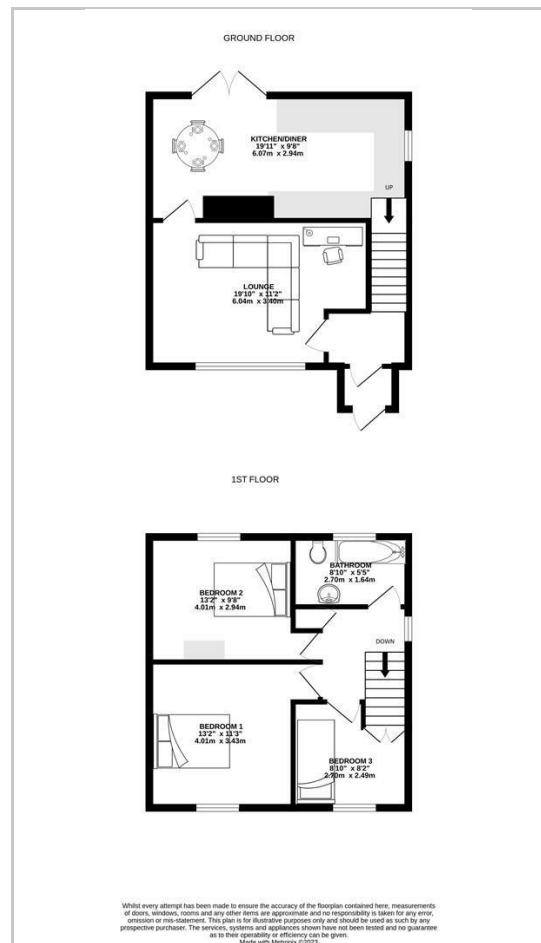 GROUND FLOOR
KITCHEN/DINER
19'11" x 9'8"
6.07m x 2.94m
UP
LOUNGE
19'10" x 11'2"
6.04m x 3.40m
1ST FLOOR
BATHROOM
8'10" x 5'5"
2.70m x 1.64m
BEDROOM 2
13'2" x 9'8"
4.01m x 2.94m
DOWN
BEDROOM 1
13'2" x 11'3"
4.01m x 3.43m
BEDROOM 3
8'10" x 8'2"
2.70m x 2.49m
Whilst every attempt has been made to ensure the accuracy of the floorplan contained here, measurements
of doors, windows, rooms and any other items are approximate and no responsibility is taken for any error,
omission or mis-statement. This plan is for illustrative purposes only and should be used as such by any
prospective purchaser. The services, systems and appliances shown have not been tested and no guarantee
as to their operability or efficiency can be given.
Made with Metropix ©2023